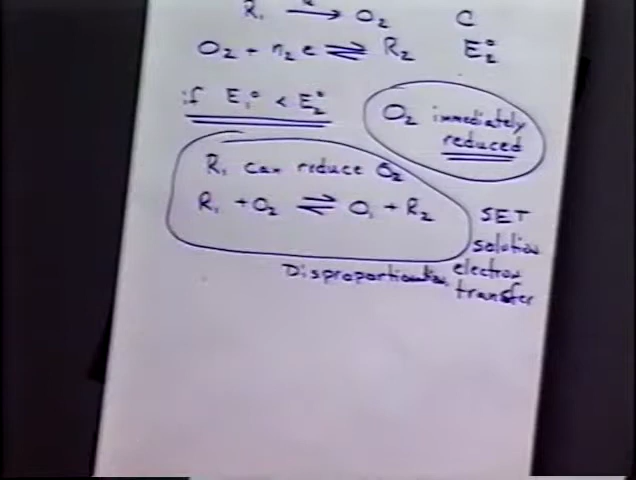 R₁ → O₂ C
O₂ + n₂ e ⇌ R₂ E₂°
if E₁° < E₂°
O₂ immediately
reduced
R₁ can reduce O₂
R₁ + O₂ ⇌ O₁ + R₂
SET
solution
electron
transfer
Disproportionation